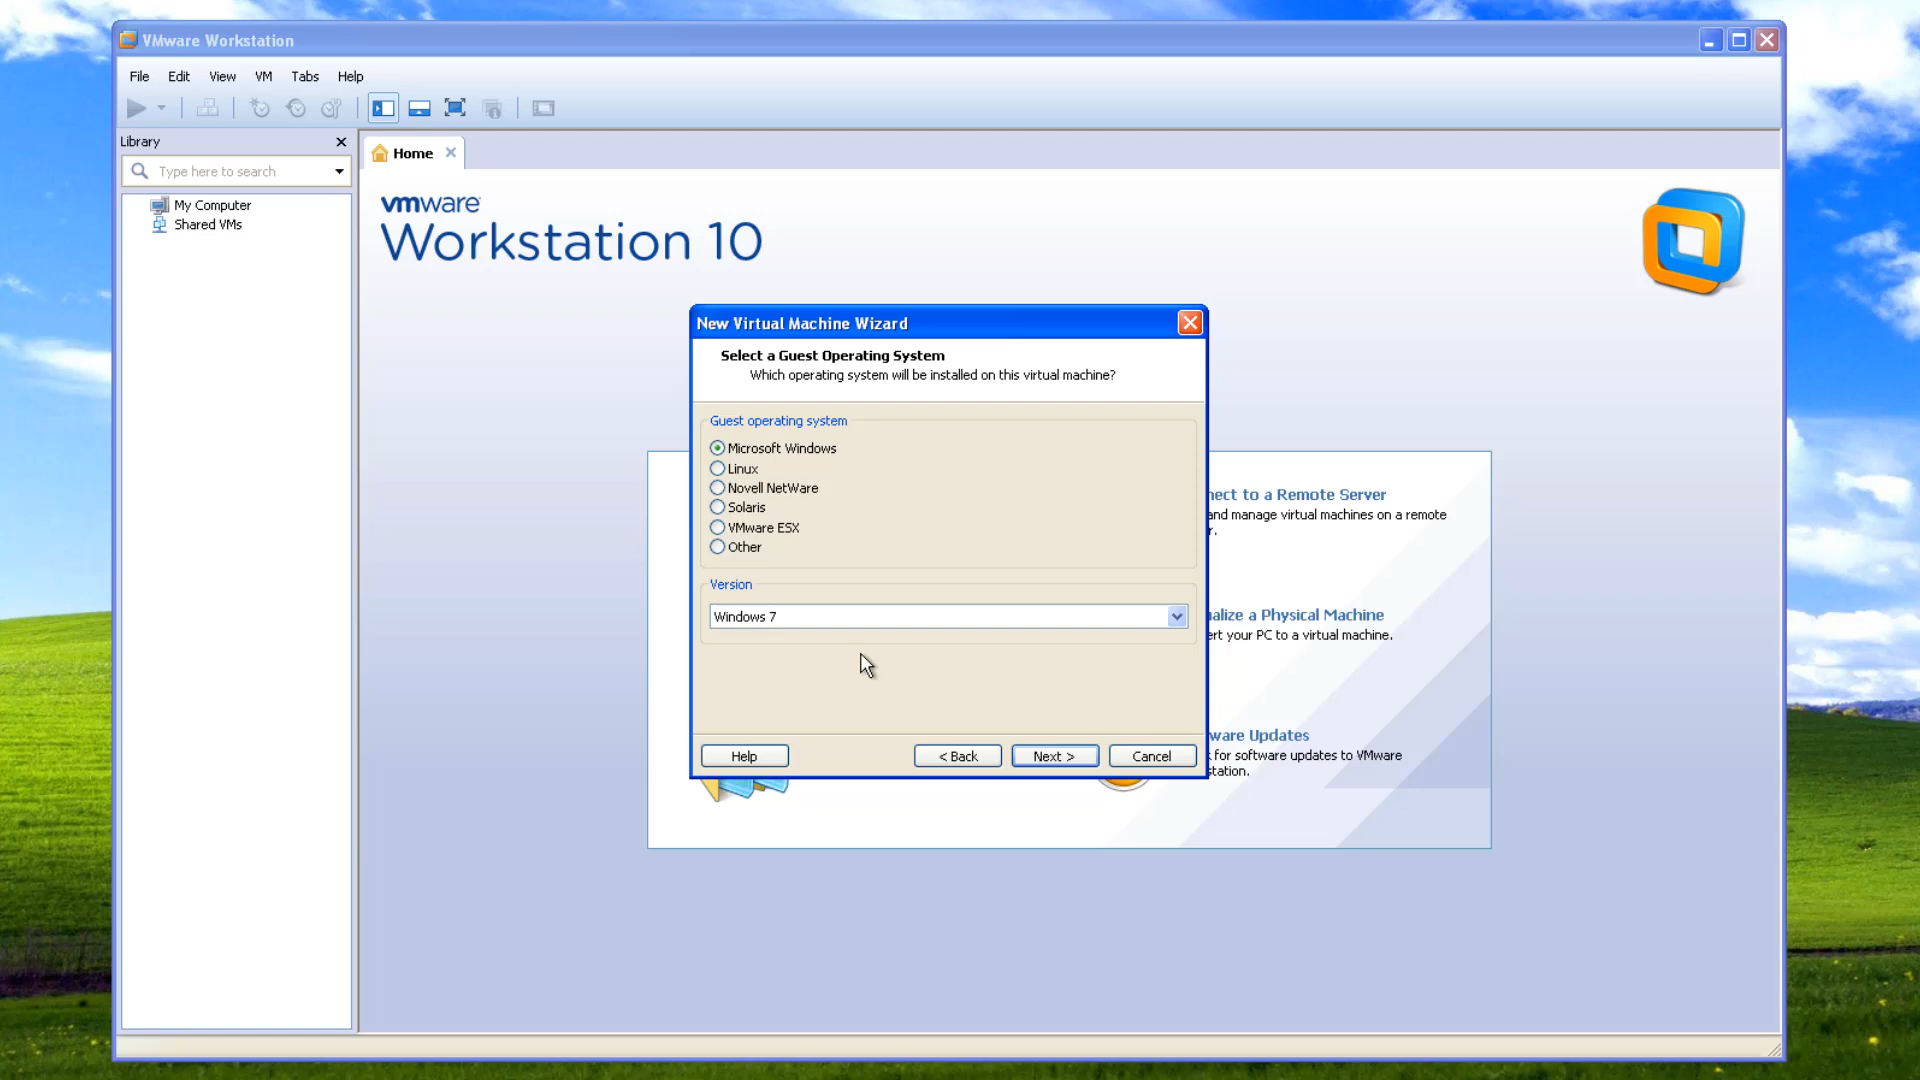 VMware Workstation
File Edit View VM Tabs Help
Library
Type here to search
My Computer
Shared VMs
Home
vmware
Workstation 10
New Virtual Machine Wizard
Select a Guest Operating System
Which operating system will be installed on this virtual machine?
Guest operating system
Microsoft Windows
Linux
Novell NetWare
Solaris
VMware ESX
Other
Version
Windows 7
Help
< Back
Next >
Cancel
nect to a Remote Server
and manage virtual machines on a remote
r.
ualize a Physical Machine
ert your PC to a virtual machine.
ware Updates
k for software updates to VMware
station.